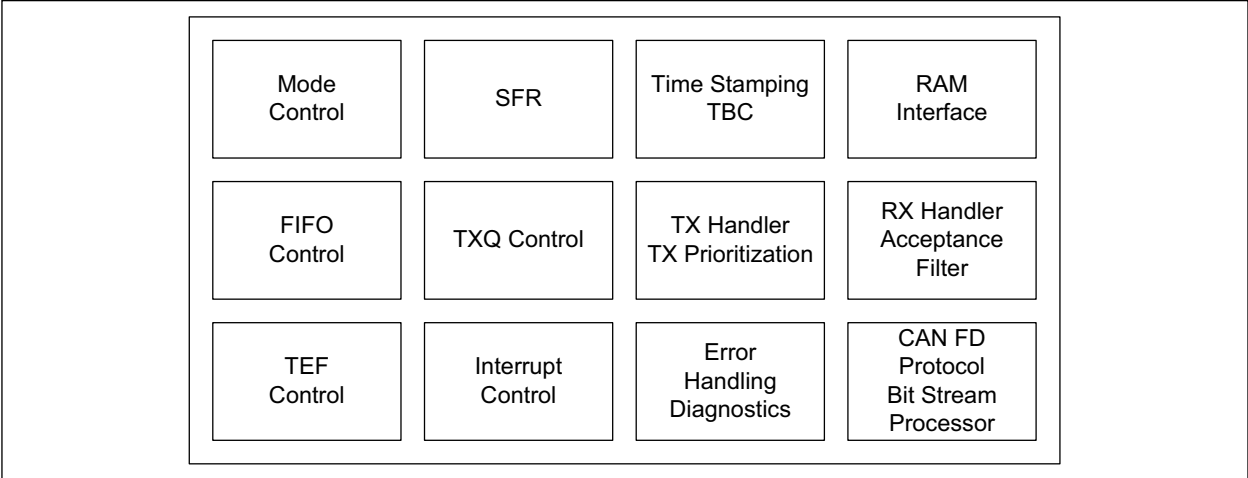 Mode
Control
SFR
Time Stamping
TBC
RAM
Interface
FIFO
Control
TXQ Control
TX Handler
TX Prioritization
RX Handler
Acceptance
Filter
TEF
Control
Interrupt
Control
Error
Handling
Diagnostics
CAN FD
Protocol
Bit Stream
Processor